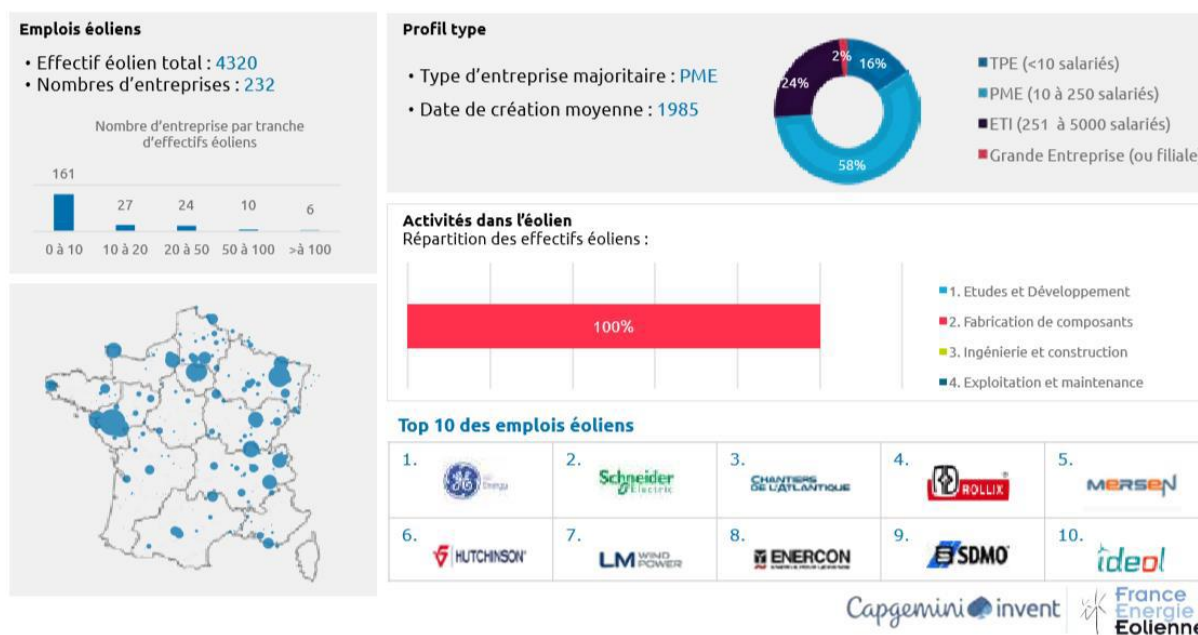 Emplois éoliens
• Effectif éolien total : 4320
• Nombres d'entreprises : 232
Nombre d'entreprise par tranche
d'effectifs éoliens
161
27
24
10
6
0 à 10
10 à 20
20 à 50
50 à 100
>à 100
Profil type
• Type d'entreprise majoritaire : PME
• Date de création moyenne : 1985
2%
16%
24%
58%
TPE (<10 salariés)
PME (10 à 250 salariés)
ETI (251 à 5000 salariés)
Grande Entreprise (ou filiale)
Activités dans l'éolien
Répartition des effectifs éoliens :
100%
1. Etudes et Développement
2. Fabrication de composants
3. Ingénierie et construction
4. Exploitation et maintenance
Top 10 des emplois éoliens
1.
Energy
2.
Schneider
Electric
3.
CHANTIERS
DE L'ATLANTIQUE
4.
ROLLIX
5.
MERSEN
6.
HUTCHINSON
7.
LM WIND
POWER
8.
ENERCON
9.
SDMO
10.
ideol
Capgemini invent
France
Energie
Eolienne